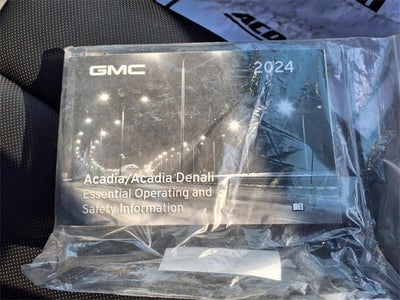 GMC
2024
Acadia/Acadia Denali
Essential Operating and
Safety Information